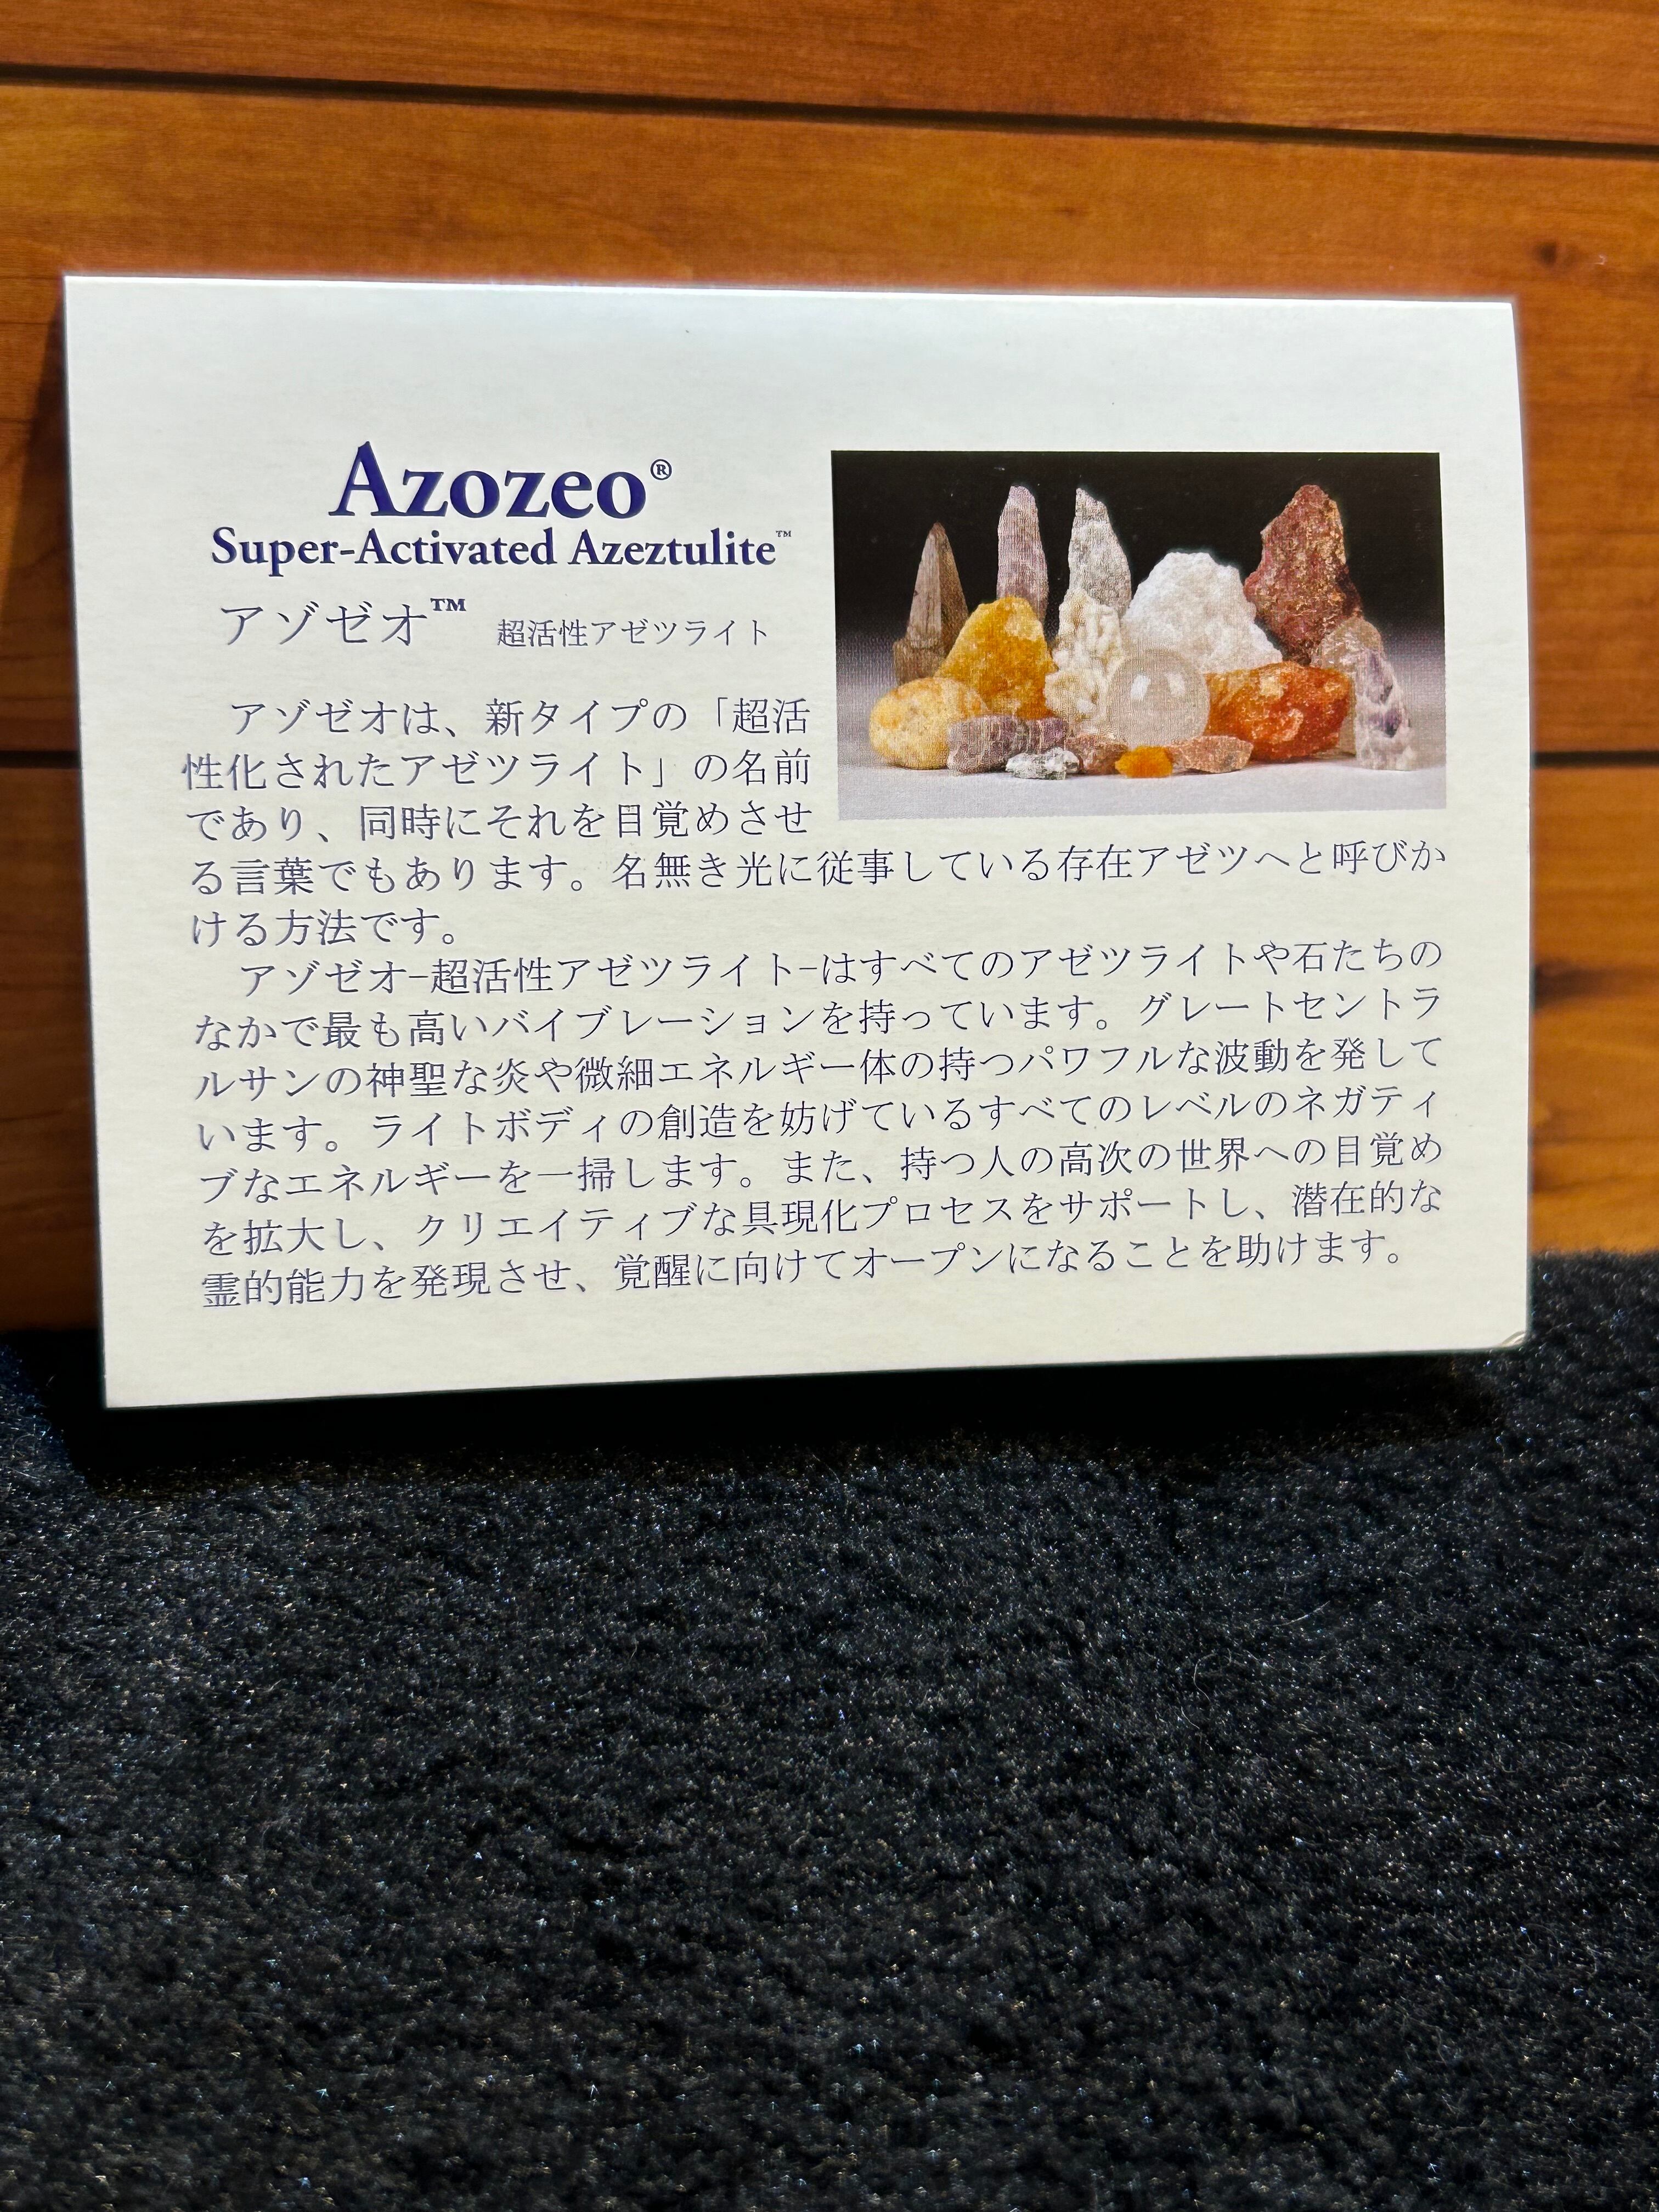 Azozeo®
Super-Activated Azeztulite™
アゾゼオ™ 超活性アゼツライト
アゾゼオは、新タイプの「超活
性化されたアゼツライト」の名前
であり、同時にそれを目覚めさせ
る言葉でもあります。名無き光に従事している存在アゼツへと呼びか
ける方法です。
アゾゼオ−超活性アゼツライト−はすべてのアゼツライトや石たちの
なかで最も高いバイブレーションを持っています。グレートセントラ
ルサンの神聖な炎や微細エネルギー体の持つパワフルな波動を発して
います。ライトボディの創造を妨げているすべてのレベルのネガティ
ブなエネルギーを一掃します。また、持つ人の高次の世界への目覚め
を拡大し、クリエイティブな具現化プロセスをサポートし、潜在的な
霊的能力を発現させ、覚醒に向けてオープンになることを助けます。